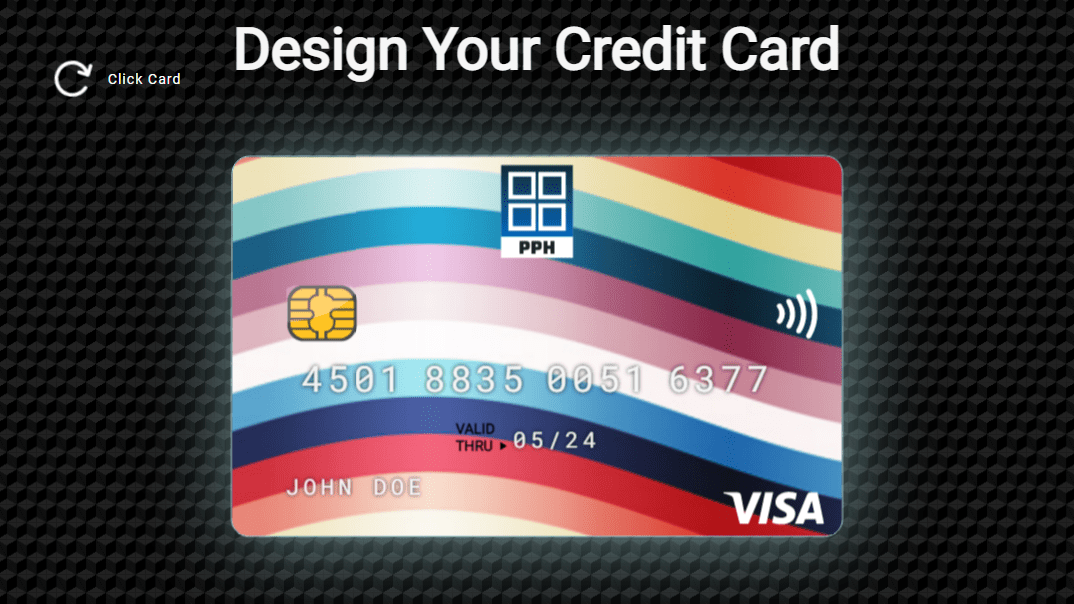 Design Your Credit Card
Click Card
PPH
4501 8835 0051 6377
VALID
THRU
05/24
JOHN DOE
VISA